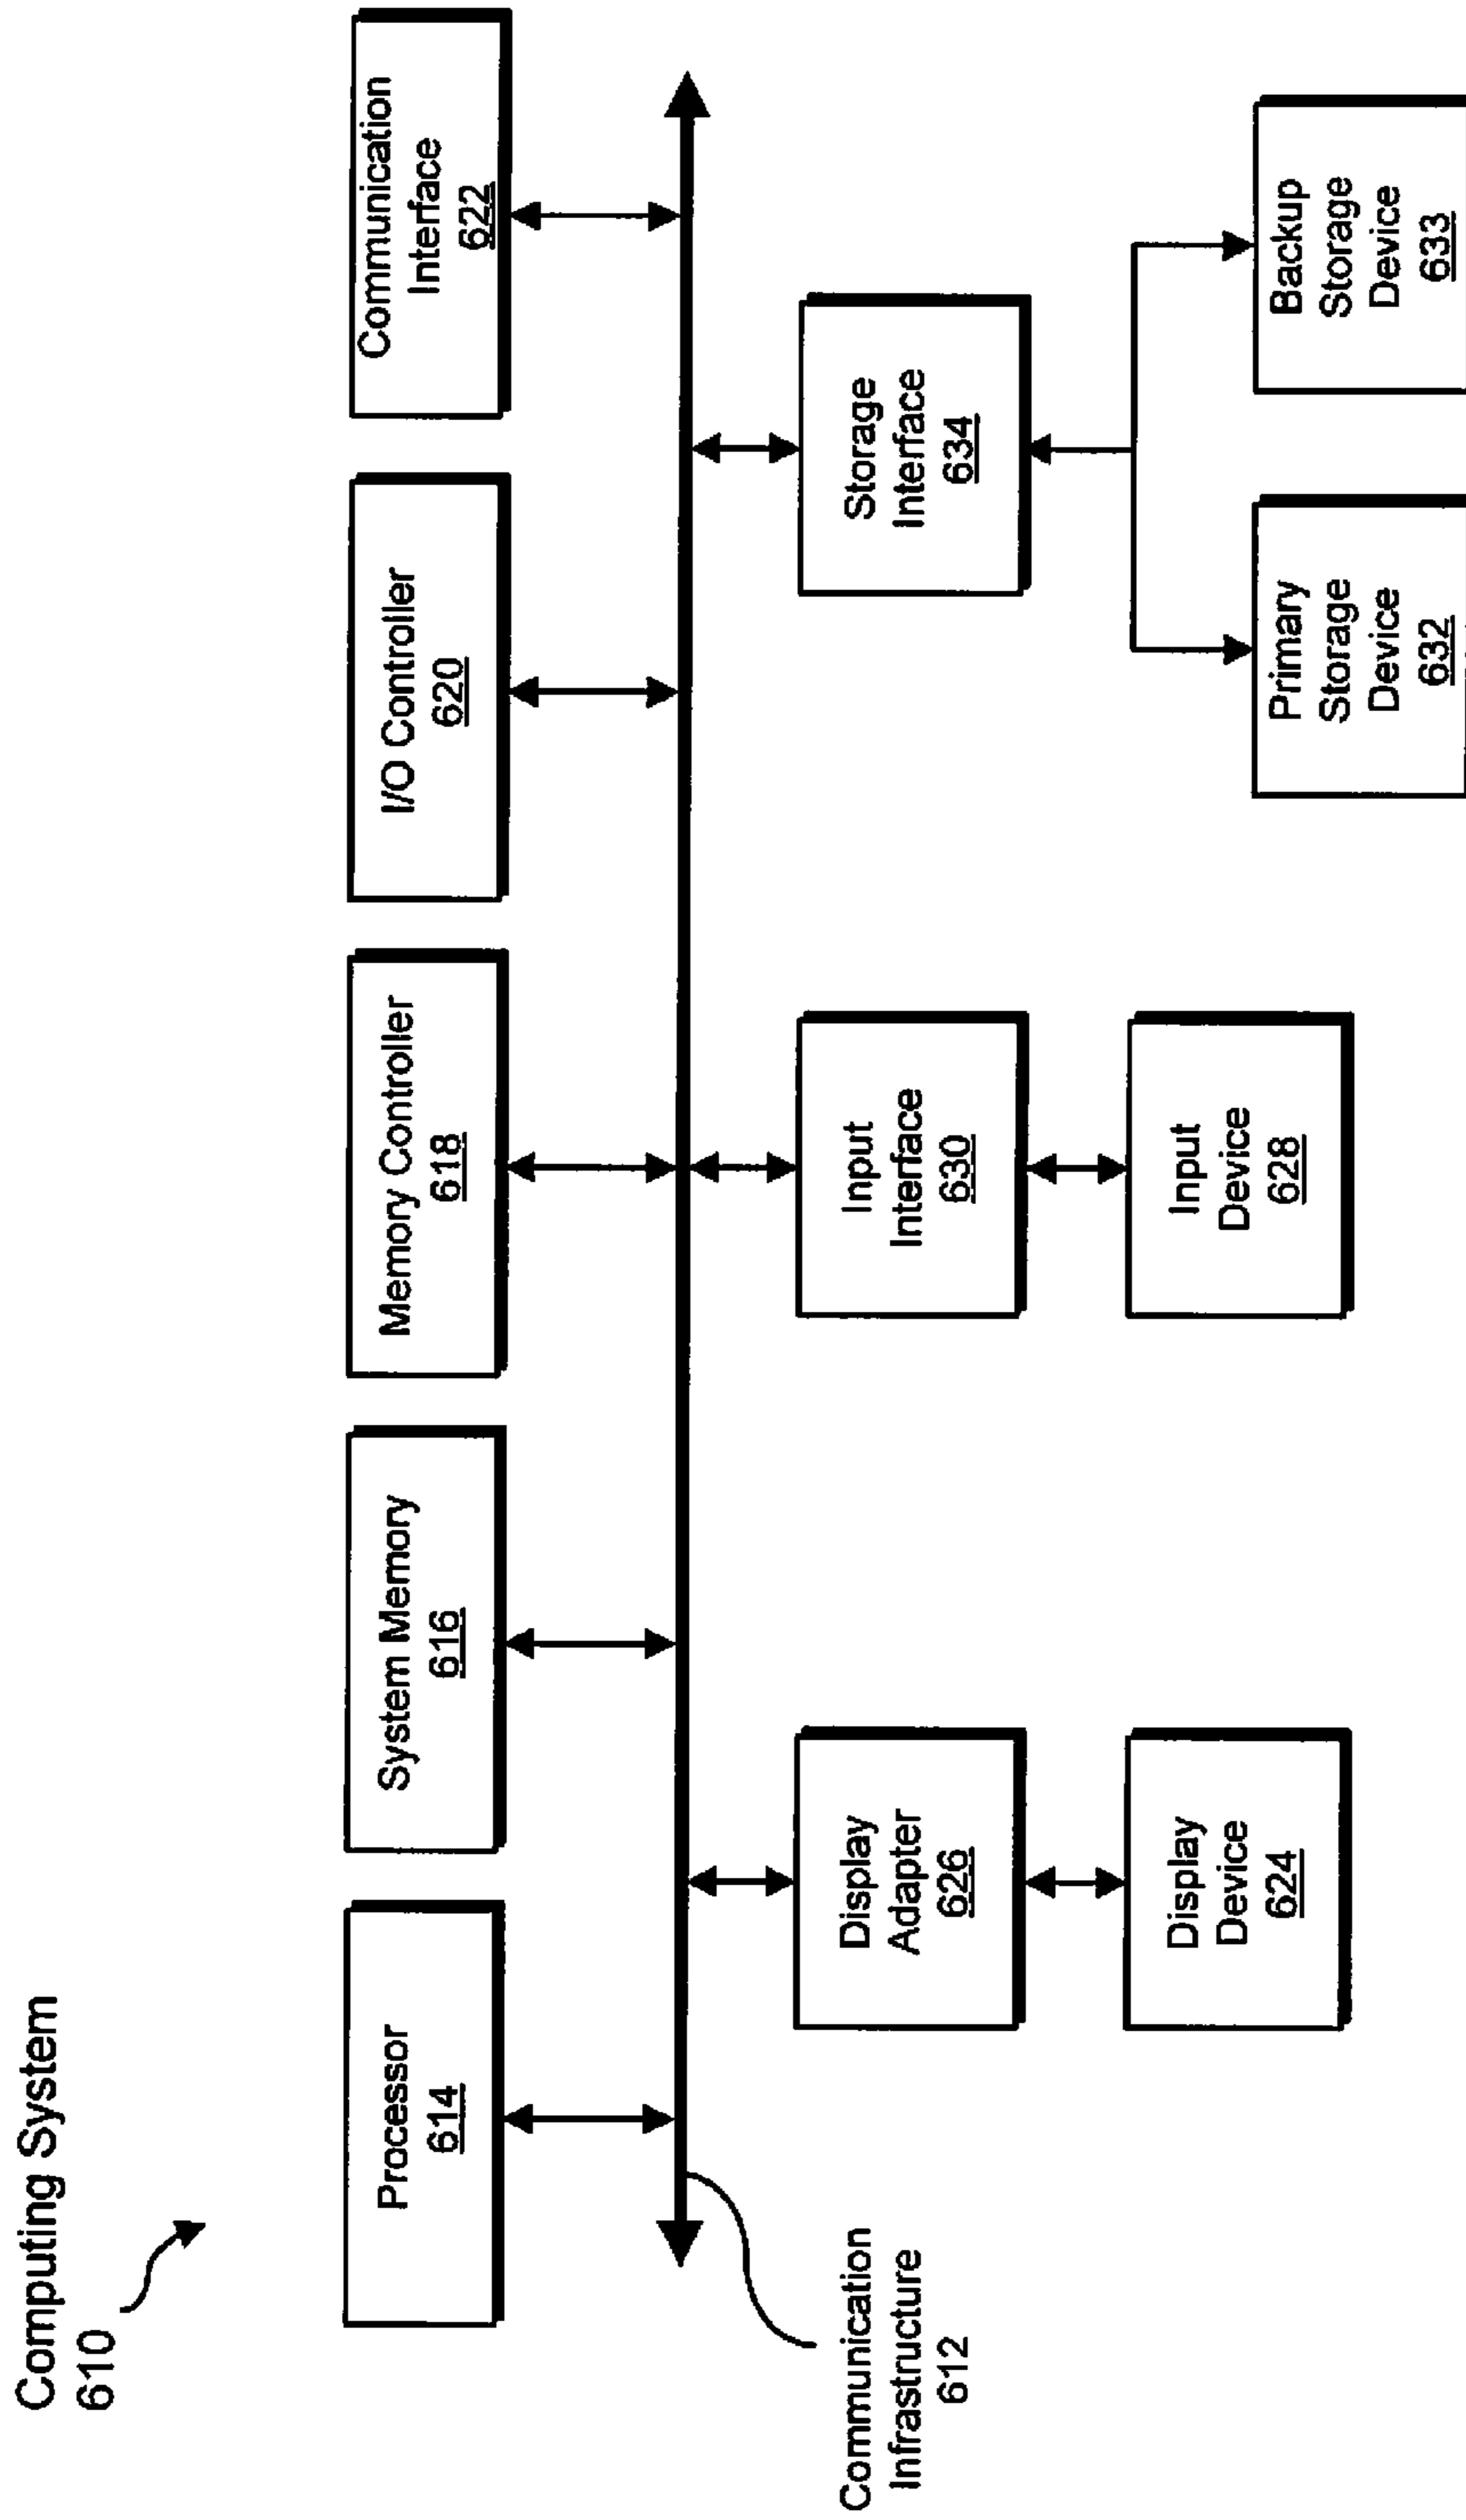 Computing System
610
Processor
614
System Memory
616
Memory Controller
618
I/O Controller
620
Communication
Interface
622
Communication
Infrastructure
612
Display
Adapter
626
Input
Interface
630
Storage
Interface
634
Display
Device
624
Input
Device
628
Primary
Storage
Device
632
Backup
Storage
Device
633